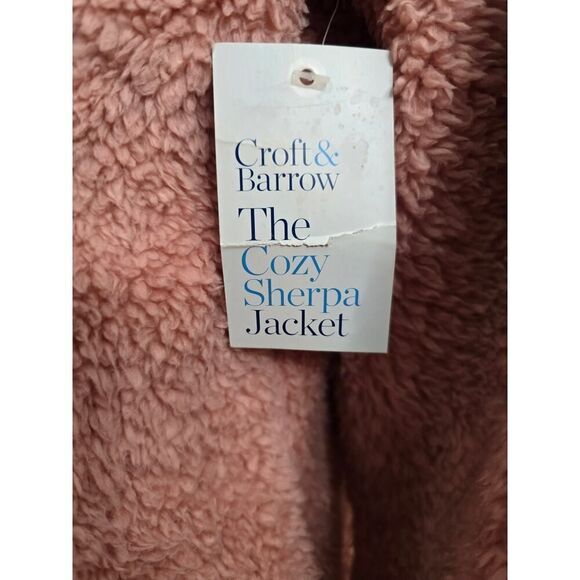 Croft&
Barrow
The
Cozy
Sherpa
Jacket